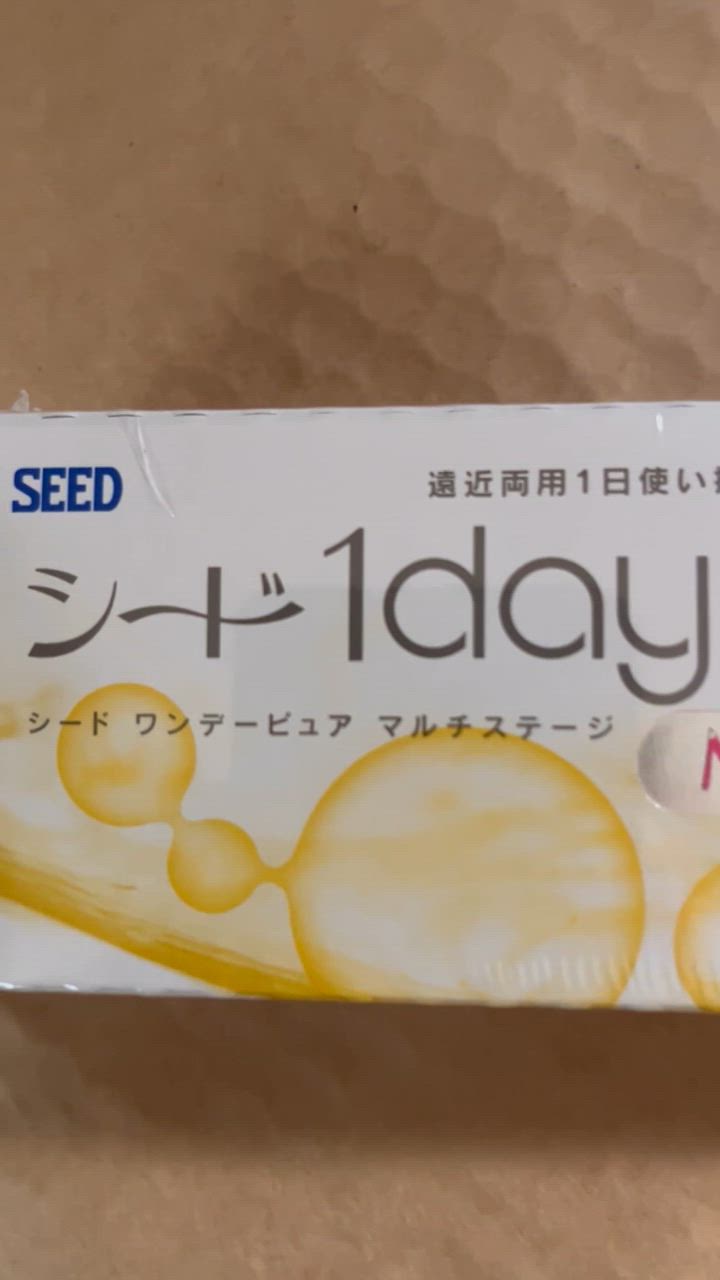 SEED
遠近両用1日使い
シード1day
シード ワンデーピュア マルチステージ